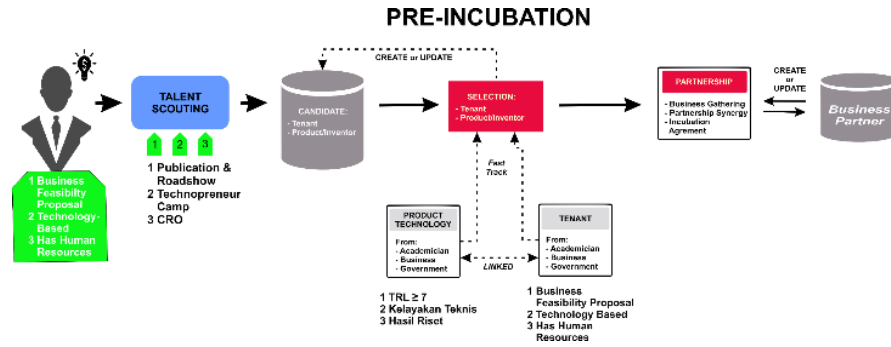 PRE-INCUBATION
CREATE or UPDATE
TALENT
SCOUTING
1 2 3
1 Publication &
Roadshow
2 Technopreneur
Camp
3 CRO
1 Business
Feasibility
Proposal
2 Technology-
Based
3 Has Human
Resources
CANDIDATE:
- Tenant
- Product/Inventor
SELECTION:
- Tenant
- Product/Inventor
Fast
Track
PARTNERSHIP
- Business Gathering
- Partnership Synergy
- Incubation
Agrement
CREATE
or
UPDATE
Business
Partner
PRODUCT
TECHNOLOGY
From:
- Academician
- Business
- Government
LINKED
TENANT
From:
- Academician
- Business
- Government
1 TRL ≥ 7
2 Kelayakan Teknis
3 Hasil Riset
1 Business
Feasibility Proposal
2 Technology Based
3 Has Human
Resources